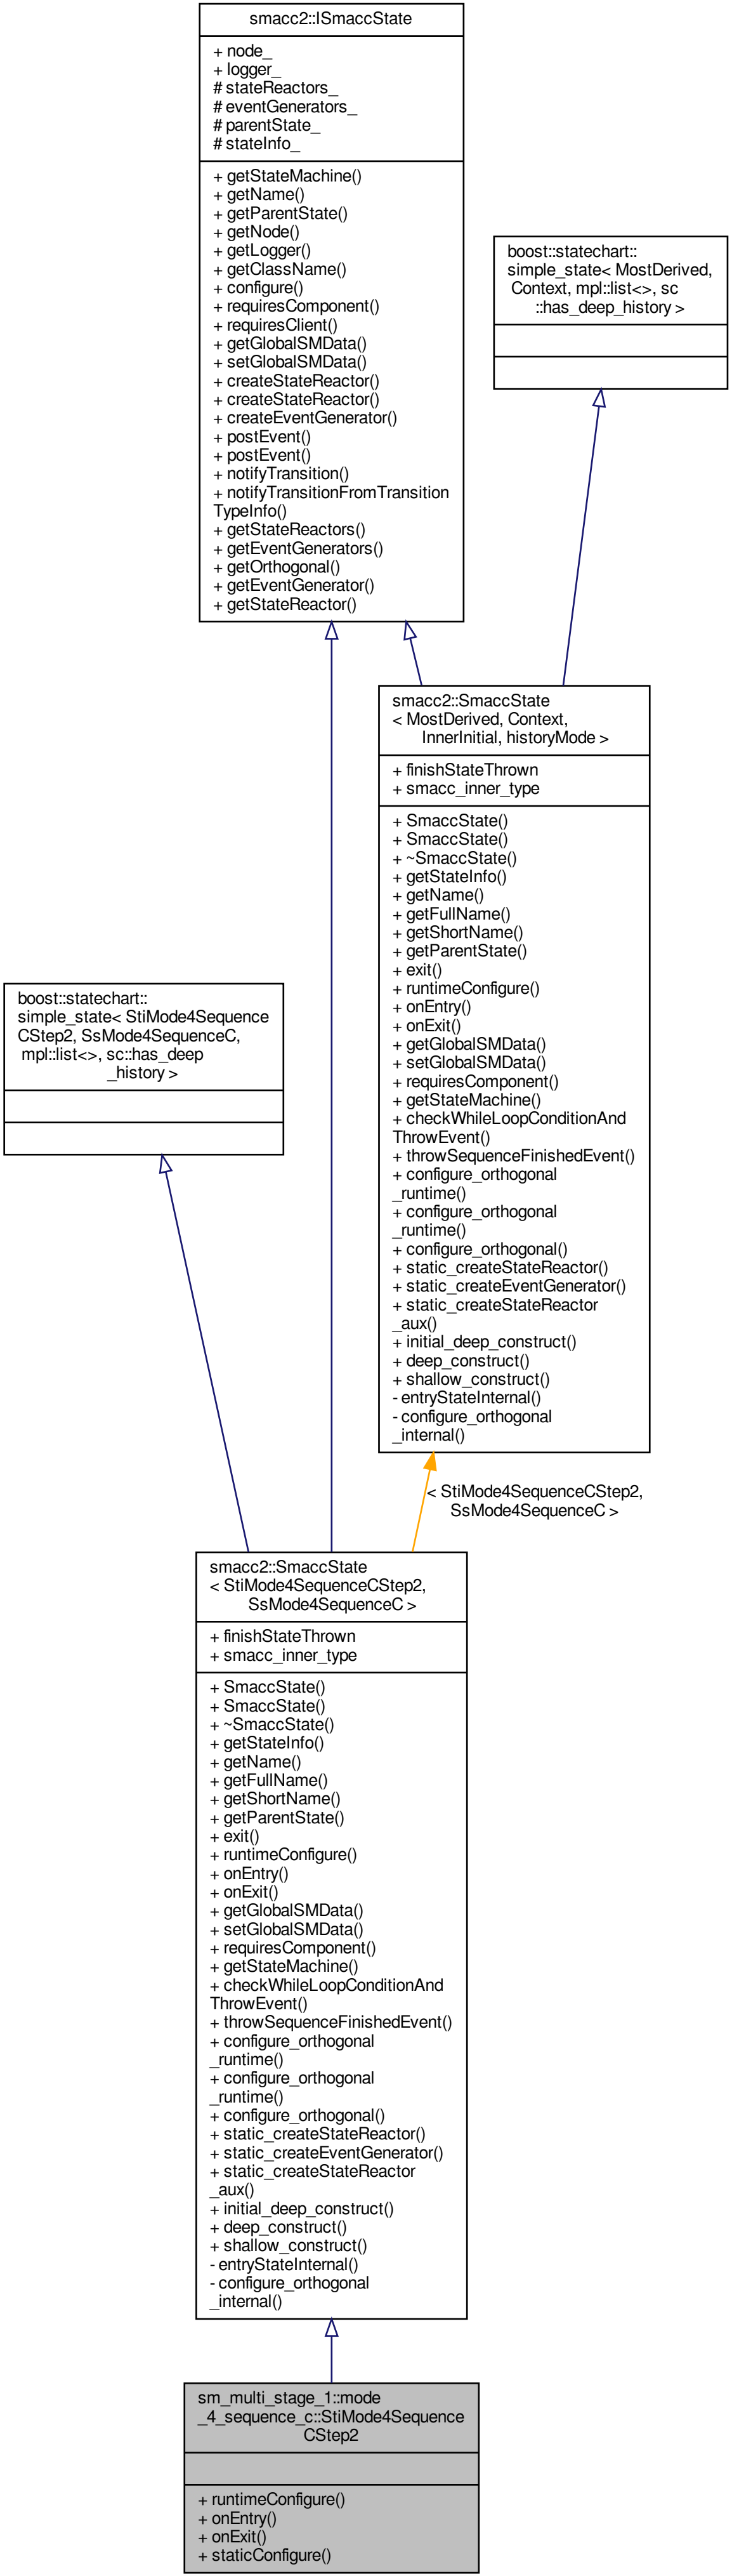 smacc2::ISmaccState
+ node_
+ logger_
# stateReactors_
# eventGenerators_
# parentState_
# stateInfo_
+ getStateMachine()
+ getName()
+ getParentState()
+ getNode()
+ getLogger()
+ getClassName()
+ configure()
+ requiresComponent()
+ requiresClient()
+ getGlobalSMData()
+ setGlobalSMData()
+ createStateReactor()
+ createStateReactor()
+ createEventGenerator()
+ postEvent()
+ postEvent()
+ notifyTransition()
+ notifyTransitionFromTransition
TypeInfo()
+ getStateReactors()
+ getEventGenerators()
+ getOrthogonal()
+ getEventGenerator()
+ getStateReactor()
boost::statechart::
simple_state< MostDerived,
Context, mpl::list<>, sc
::has_deep_history >
smacc2::SmaccState
< MostDerived, Context,
InnerInitial, historyMode >
+ finishStateThrown
+ smacc_inner_type
+ SmaccState()
+ SmaccState()
+ ~SmaccState()
+ getStateInfo()
+ getName()
+ getFullName()
+ getShortName()
+ getParentState()
+ exit()
+ runtimeConfigure()
+ onEntry()
+ onExit()
+ getGlobalSMData()
+ setGlobalSMData()
+ requiresComponent()
+ getStateMachine()
+ checkWhileLoopConditionAnd
ThrowEvent()
+ throwSequenceFinishedEvent()
+ configure_orthogonal
_runtime()
+ configure_orthogonal
_runtime()
+ configure_orthogonal()
+ static_createStateReactor()
+ static_createEventGenerator()
+ static_createStateReactor
_aux()
+ initial_deep_construct()
+ deep_construct()
+ shallow_construct()
- entryStateInternal()
- configure_orthogonal
_internal()
boost::statechart::
simple_state< StiMode4Sequence
CStep2, SsMode4SequenceC,
mpl::list<>, sc::has_deep
_history >
< StiMode4SequenceCStep2,
SsMode4SequenceC >
smacc2::SmaccState
< StiMode4SequenceCStep2,
SsMode4SequenceC >
+ finishStateThrown
+ smacc_inner_type
+ SmaccState()
+ SmaccState()
+ ~SmaccState()
+ getStateInfo()
+ getName()
+ getFullName()
+ getShortName()
+ getParentState()
+ exit()
+ runtimeConfigure()
+ onEntry()
+ onExit()
+ getGlobalSMData()
+ setGlobalSMData()
+ requiresComponent()
+ getStateMachine()
+ checkWhileLoopConditionAnd
ThrowEvent()
+ throwSequenceFinishedEvent()
+ configure_orthogonal
_runtime()
+ configure_orthogonal
_runtime()
+ configure_orthogonal()
+ static_createStateReactor()
+ static_createEventGenerator()
+ static_createStateReactor
_aux()
+ initial_deep_construct()
+ deep_construct()
+ shallow_construct()
- entryStateInternal()
- configure_orthogonal
_internal()
sm_multi_stage_1::mode
_4_sequence_c::StiMode4Sequence
CStep2
+ runtimeConfigure()
+ onEntry()
+ onExit()
+ staticConfigure()